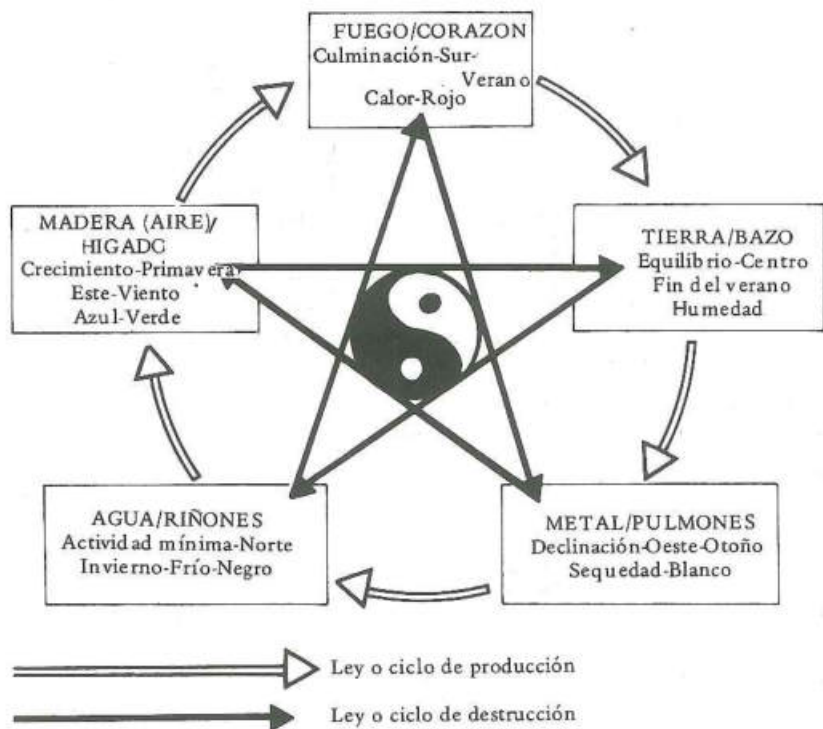 FUEGO/CORAZON
Culminación-Sur-
Verano
Calor-Rojo
MADERA (AIRE)/
HIGADO
Crecimiento-Primavera
Este-Viento
Azul-Verde
TIERRA/BAZO
Equilibrio-Centro
Fin del verano
Humedad
AGUA/RIÑONES
Actividad mínima-Norte
Invierno-Frío-Negro
METAL/PULMONES
Declinación-Oeste-Otoño
Sequedad-Blanco
Ley o ciclo de producción
Ley o ciclo de destrucción